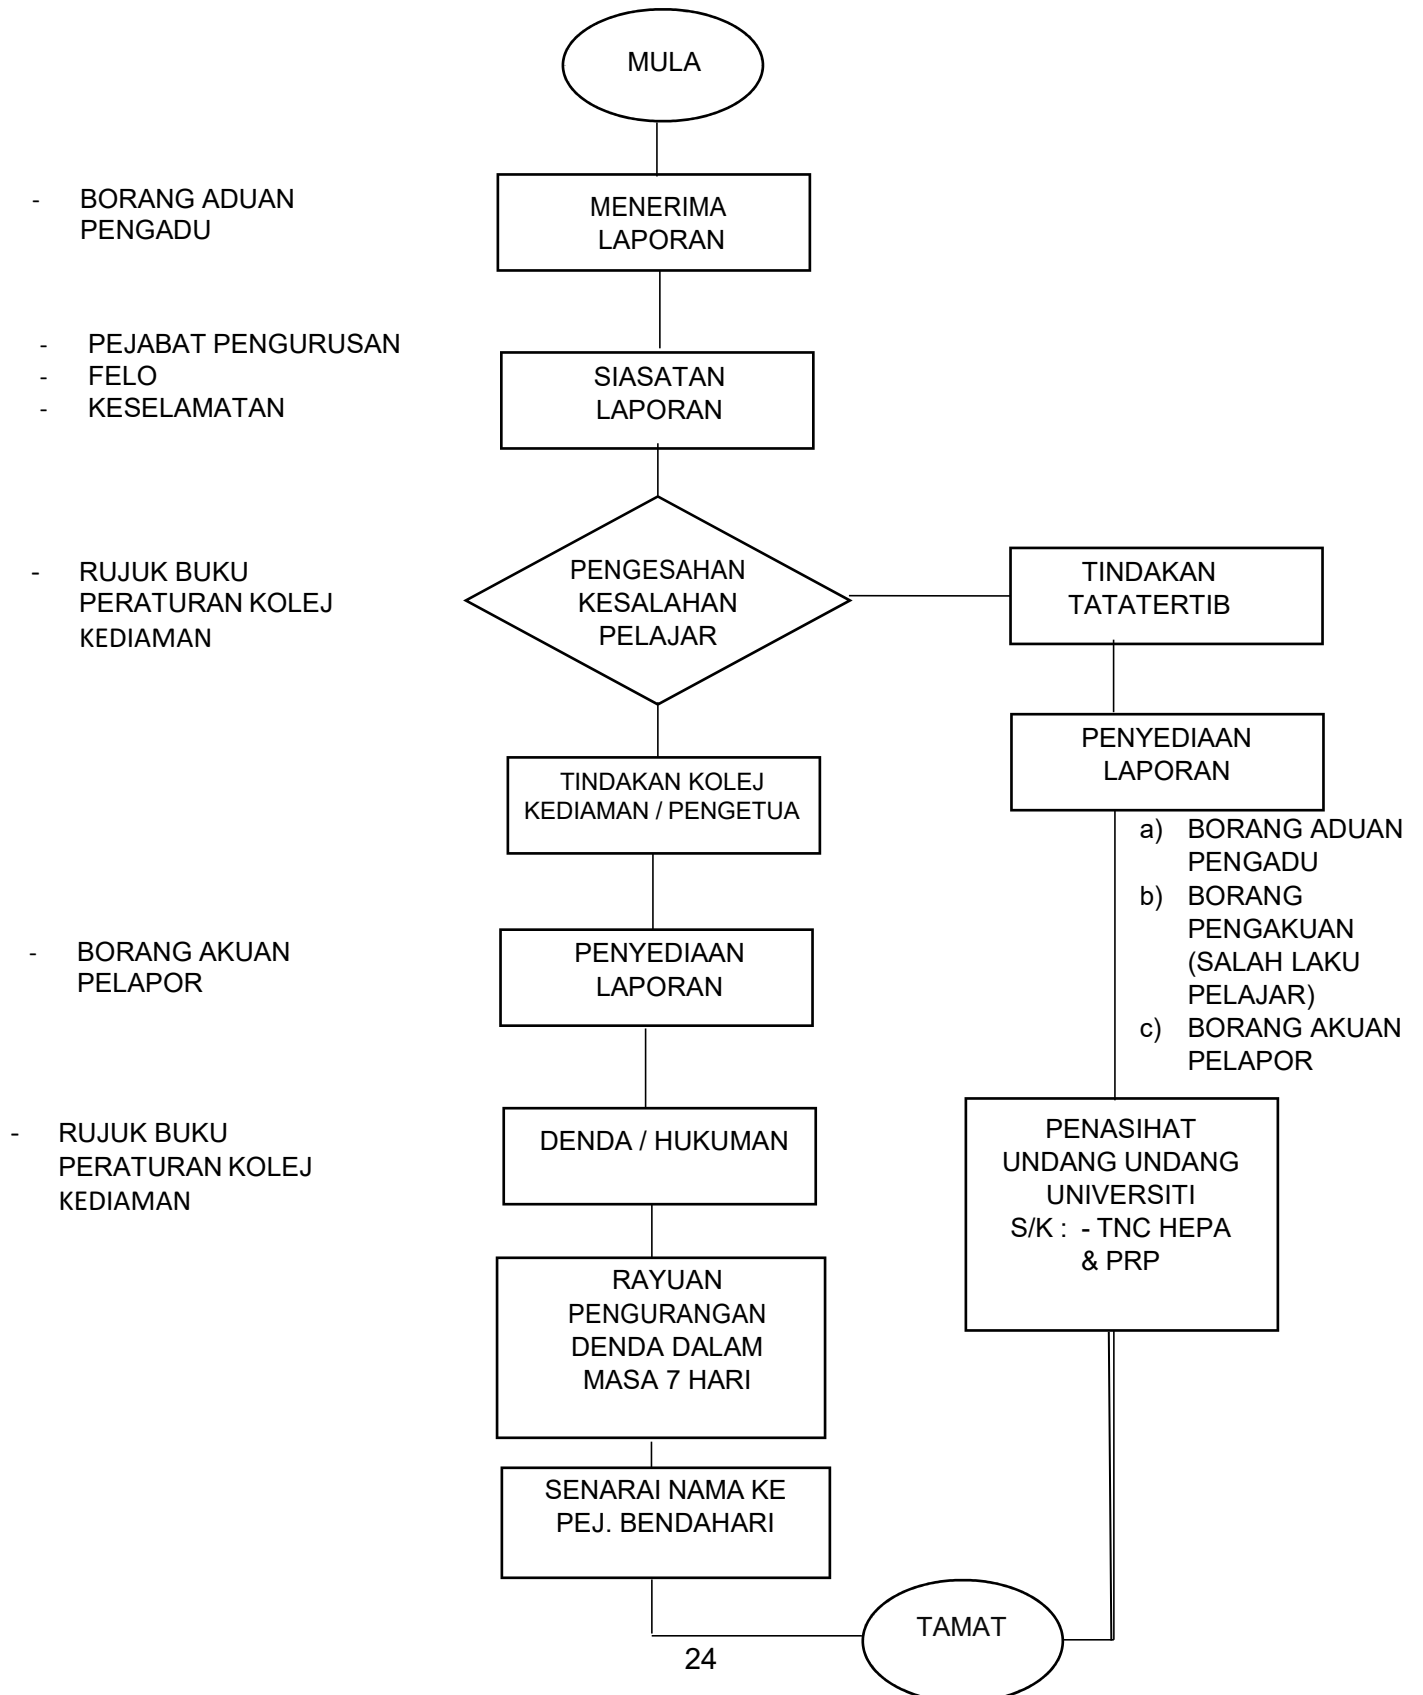 MULA
- BORANG ADUAN
PENGADU
MENERIMA
LAPORAN
- PEJABAT PENGURUSAN
- FELO
- KESELAMATAN
SIASATAN
LAPORAN
- RUJUK BUKU
PERATURAN KOLEJ
KEDIAMAN
PENGESAHAN
KESALAHAN
PELAJAR
TINDAKAN
TATATERTIB
PENYEDIAAN
LAPORAN
a) BORANG ADUAN
PENGADU
b) BORANG
PENGAKUAN
(SALAH LAKU
PELAJAR)
c) BORANG AKUAN
PELAPOR
TINDAKAN KOLEJ
KEDIAMAN / PENGETUA
- BORANG AKUAN
PELAPOR
PENYEDIAAN
LAPORAN
- RUJUK BUKU
PERATURAN KOLEJ
KEDIAMAN
DENDA / HUKUMAN
PENASIHAT
UNDANG UNDANG
UNIVERSITI
S/K : - TNC HEPA
& PRP
RAYUAN
PENGURANGAN
DENDA DALAM
MASA 7 HARI
SENARAI NAMA KE
PEJ. BENDAHARI
TAMAT
24